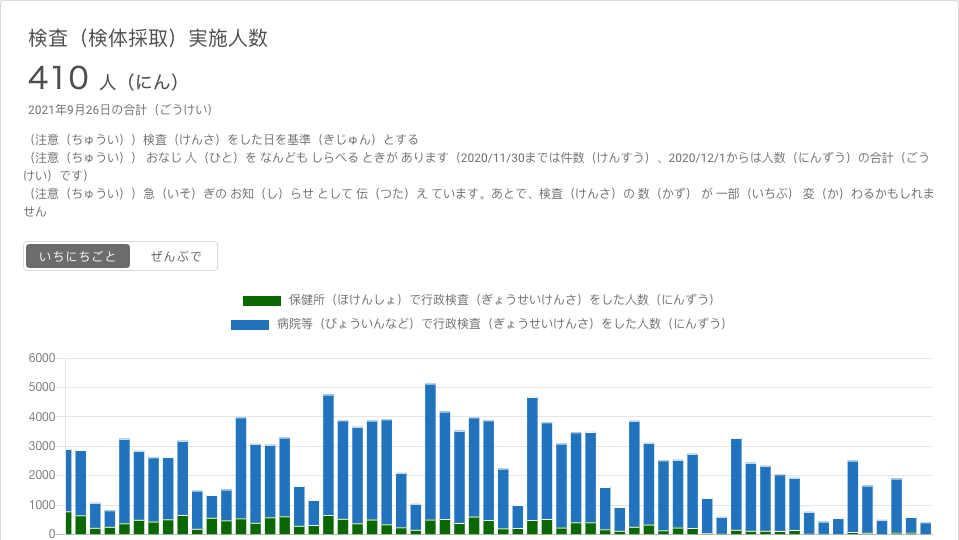 検査（検体採取）実施人数
410 人（にん）
2021年9月26日の合計（ごうけい）
（注意（ちゅうい））検査（けんさ）をした日を基準（きじゅん）とする
（注意（ちゅうい）） おなじ 人（ひと）を なんども しらべる ときが あります（2020/11/30までは件数（けんすう）、2020/12/1からは人数（にんずう）の合計（ごう
けい）です）
（注意（ちゅうい））急（いそ）ぎの お知（し）らせ として 伝（つた）え ています。あとで、検査（けんさ）の 数（かず） が 一部（いちぶ） 変（か）わるかもしれま
せん
いちにちごと ぜんぶで
保健所（ほけんしょ）で行政検査（ぎょうせいけんさ）をした人数（にんずう）
病院等（びょういんなど）で行政検査（ぎょうせいけんさ）をした人数（にんずう）
6000
5000
4000
3000
2000
1000
0